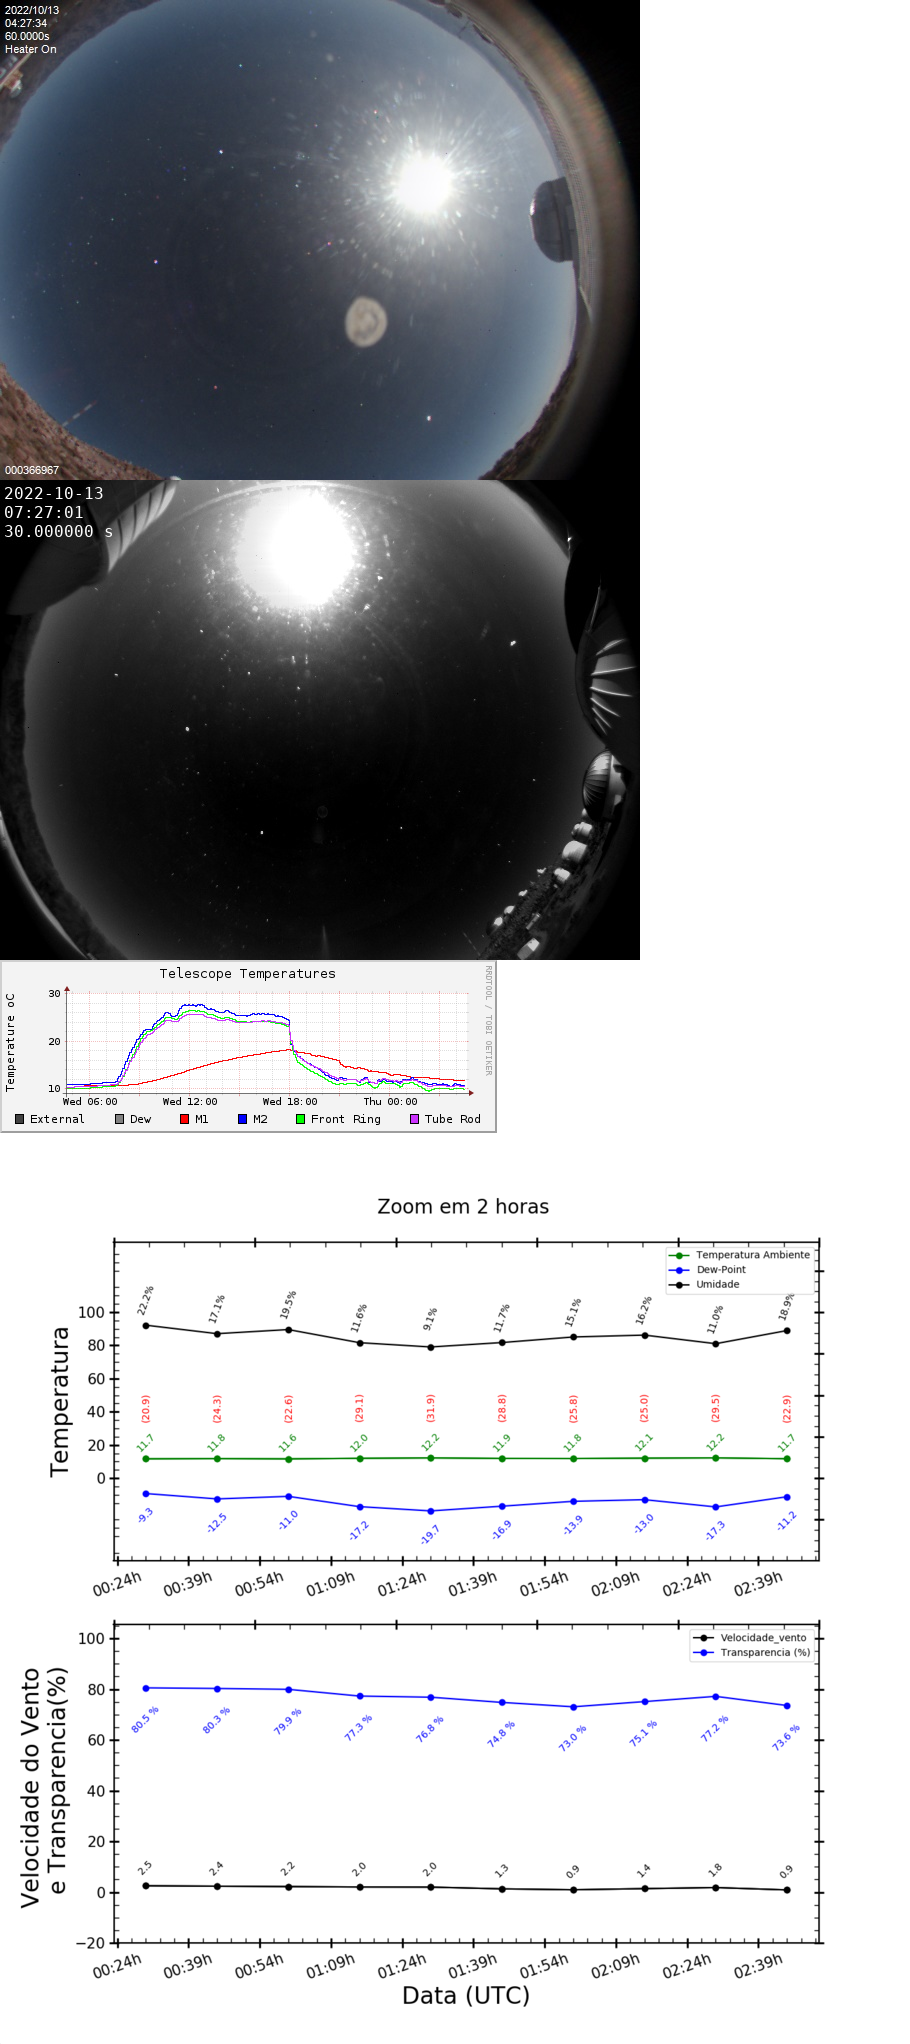 2022/10/13
04:27:34
60.0000s
Heater On
000366967
2022-10-13
07:27:01
30.000000 s
Telescope Temperatures
RRDTOOL / TOBI OETIKER
Temperature oC
30
20
10
Wed 06:00 Wed 12:00 Wed 18:00 Thu 00:00
External Dew M1 M2 Front Ring Tube Rod
Zoom em 2 horas
Temperatura
Temperatura Ambiente
Dew-Point
Umidade
100
80
60
40
20
0
22.2% 17.1% 19.5% 11.6% 9.1% 11.7% 15.1% 16.2% 11.0% 18.9%
(20.9) (24.3) (22.6) (29.1) (31.9) (28.8) (25.8) (25.0) (29.5) (22.9)
11.7 11.8 11.6 12.0 12.2 11.9 11.8 12.1 12.2 11.7
-9.3 -12.5 -11.0 -17.2 -19.7 -16.9 -13.9 -13.0 -17.3 -11.2
00:24h 00:39h 00:54h 01:09h 01:24h 01:39h 01:54h 02:09h 02:24h 02:39h
Velocidade do Vento
e Transparencia(%)
Velocidade_vento
Transparencia (%)
100
80
60
40
20
0
−20
80.5 % 80.3 % 79.9 % 77.3 % 76.8 % 74.8 % 73.0 % 75.1 % 77.2 % 73.6 %
2.5 2.4 2.2 2.0 2.0 1.3 0.9 1.4 1.8 0.9
00:24h 00:39h 00:54h 01:09h 01:24h 01:39h 01:54h 02:09h 02:24h 02:39h
Data (UTC)